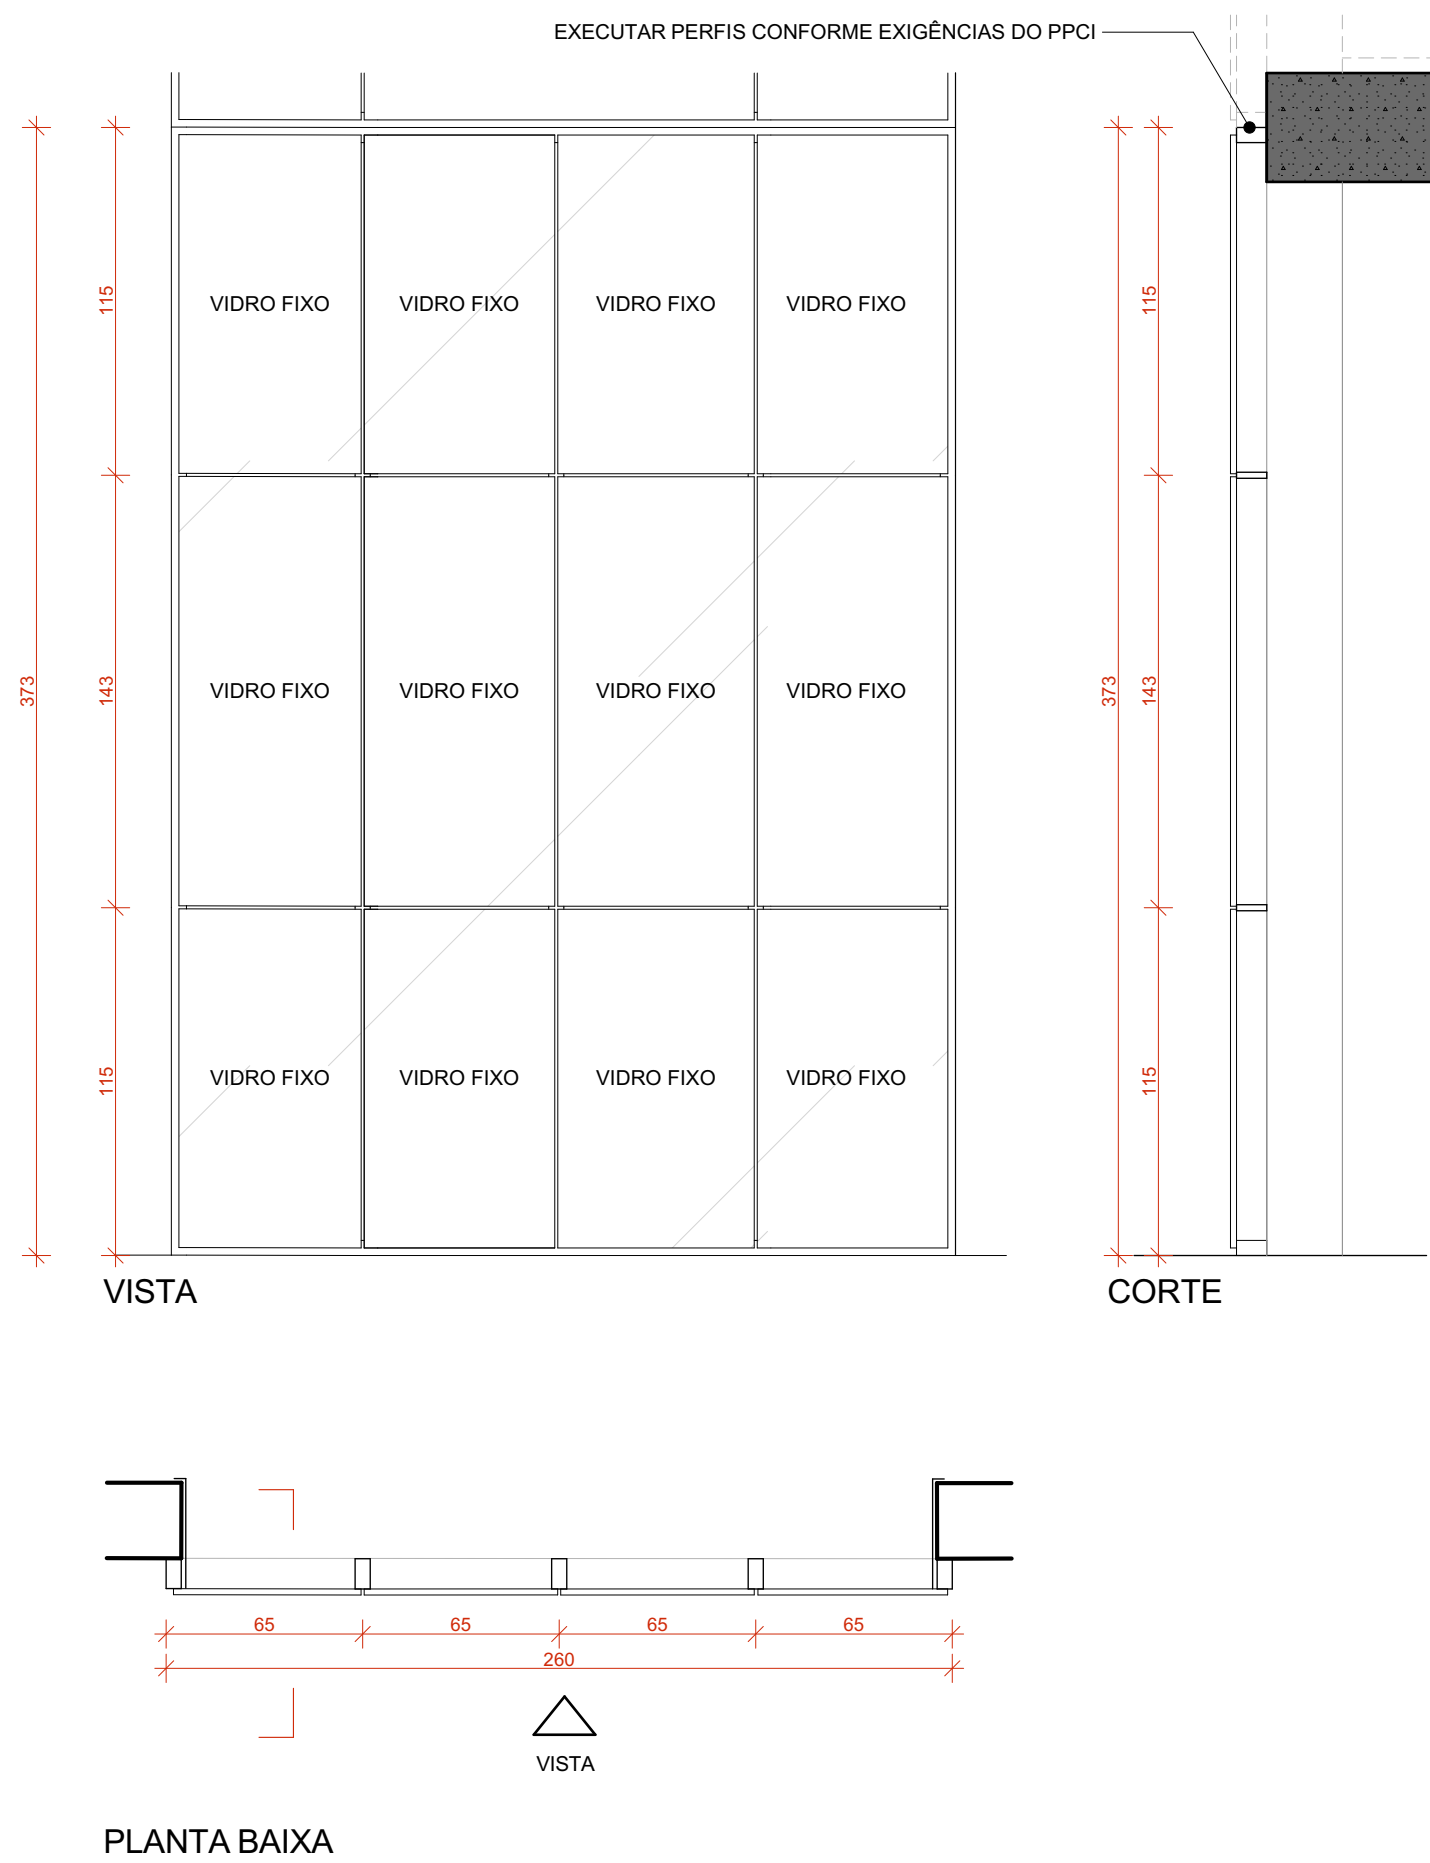 EXECUTAR PERFIS CONFORME EXIGÊNCIAS DO PPCI
115
VIDRO FIXO VIDRO FIXO VIDRO FIXO VIDRO FIXO
115
373
143
VIDRO FIXO VIDRO FIXO VIDRO FIXO VIDRO FIXO
373
143
115
VIDRO FIXO VIDRO FIXO VIDRO FIXO VIDRO FIXO
115
VISTA
CORTE
65 65 65 65
260
VISTA
PLANTA BAIXA